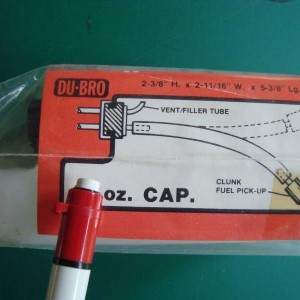 DU-BRO
2-3/8" H. x 2-11/16" W. x 5-3/8" Lg.
VENT/FILLER TUBE
CLUNK
FUEL PICK-UP
oz. CAP.